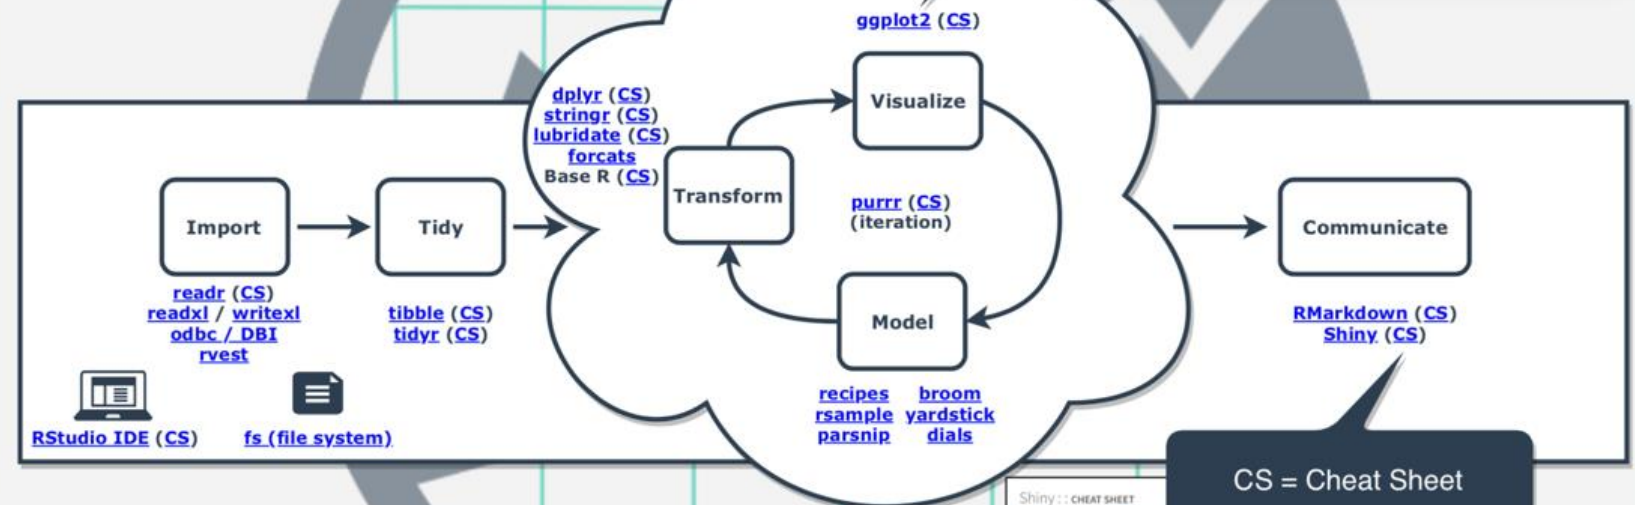 ggplot2 (CS)
Visualize
dplyr (CS)
stringr (CS)
lubridate (CS)
forcats
Base R (CS)
Transform
purrr (CS)
(iteration)
Import
Tidy
Communicate
readr (CS)
readxl / writexl
odbc / DBI
rvest
tibble (CS)
tidyr (CS)
Model
RMarkdown (CS)
Shiny (CS)
recipes broom
rsample yardstick
parsnip dials
RStudio IDE (CS)
fs (file system)
CS = Cheat Sheet
Shiny : : CHEAT SHEET